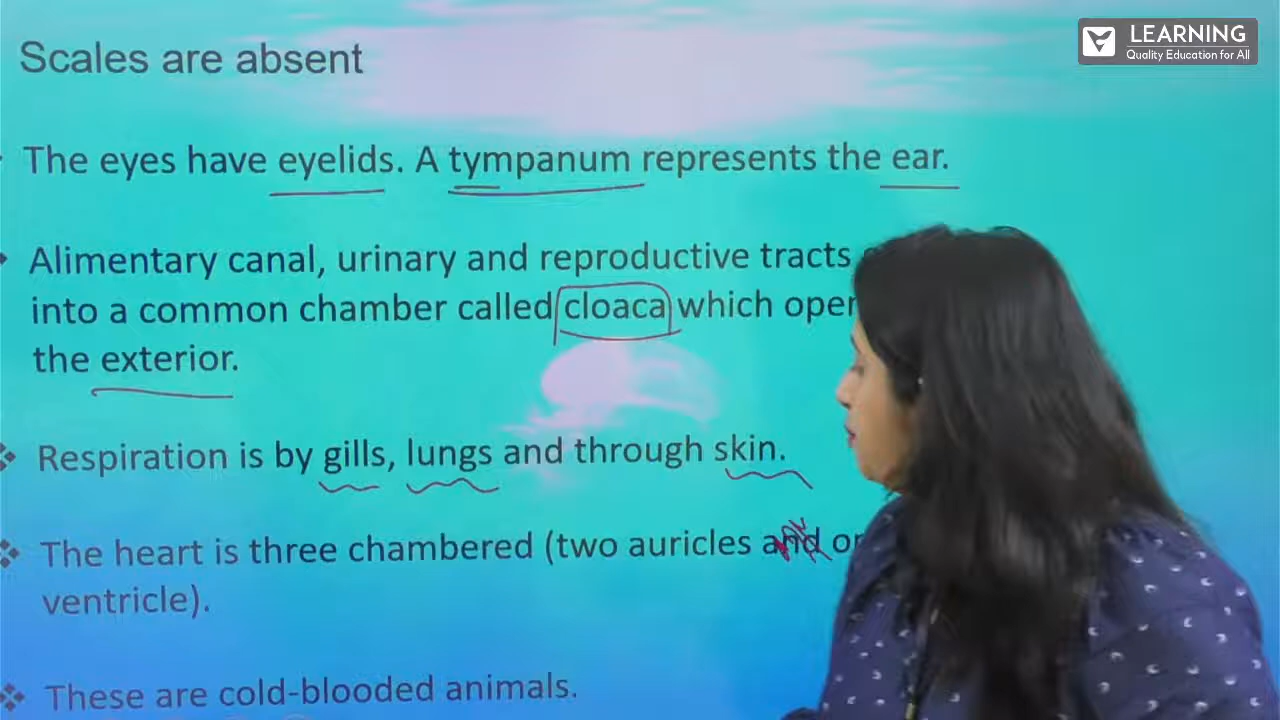 LEARNING
Quality Education for All
Scales are absent
The eyes have eyelids. A tympanum represents the ear.
Alimentary canal, urinary and reproductive tracts
into a common chamber called cloaca which
the exterior.
Respiration is by gills, lungs and through skin.
The heart is three chambered (two auricles and
ventricle).
These are cold-blooded animals.